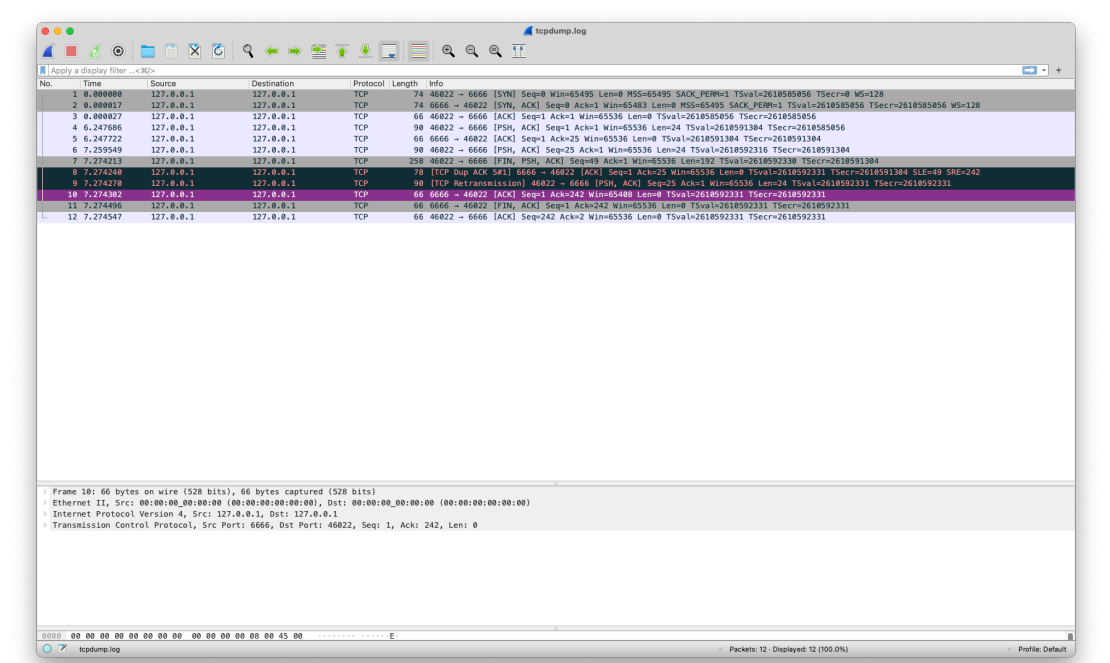 tcpdump.log
Apply a display filter ...<⌘/>
+
No. Time Source Destination Protocol Length Info
1 0.000000 127.0.0.1 127.0.0.1 TCP 74 46022 → 6666 [SYN] Seq=0 Win=65495 Len=0 MSS=65495 SACK_PERM=1 TSval=2610585056 TSecr=0 WS=128
2 0.000017 127.0.0.1 127.0.0.1 TCP 74 6666 → 46022 [SYN, ACK] Seq=0 Ack=1 Win=65483 Len=0 MSS=65495 SACK_PERM=1 TSval=2610585056 TSecr=2610585056 WS=128
3 0.000027 127.0.0.1 127.0.0.1 TCP 66 46022 → 6666 [ACK] Seq=1 Ack=1 Win=65536 Len=0 TSval=2610585056 TSecr=2610585056
4 6.247686 127.0.0.1 127.0.0.1 TCP 90 46022 → 6666 [PSH, ACK] Seq=1 Ack=1 Win=65536 Len=24 TSval=2610591304 TSecr=2610585056
5 6.247722 127.0.0.1 127.0.0.1 TCP 66 6666 → 46022 [ACK] Seq=1 Ack=25 Win=65536 Len=0 TSval=2610591304 TSecr=2610591304
6 7.259549 127.0.0.1 127.0.0.1 TCP 90 46022 → 6666 [PSH, ACK] Seq=25 Ack=1 Win=65536 Len=24 TSval=2610592316 TSecr=2610591304
7 7.274213 127.0.0.1 127.0.0.1 TCP 258 46022 → 6666 [FIN, PSH, ACK] Seq=49 Ack=1 Win=65536 Len=192 TSval=2610592330 TSecr=2610591304
8 7.274240 127.0.0.1 127.0.0.1 TCP 78 [TCP Dup ACK 5#1] 6666 → 46022 [ACK] Seq=1 Ack=25 Win=65536 Len=0 TSval=2610592331 TSecr=2610591304 SLE=49 SRE=242
9 7.274270 127.0.0.1 127.0.0.1 TCP 90 [TCP Retransmission] 46022 → 6666 [PSH, ACK] Seq=25 Ack=1 Win=65536 Len=24 TSval=2610592331 TSecr=2610592331
10 7.274302 127.0.0.1 127.0.0.1 TCP 66 6666 → 46022 [ACK] Seq=1 Ack=242 Win=65408 Len=0 TSval=2610592331 TSecr=2610592331
11 7.274496 127.0.0.1 127.0.0.1 TCP 66 6666 → 46022 [FIN, ACK] Seq=1 Ack=242 Win=65536 Len=0 TSval=2610592331 TSecr=2610592331
12 7.274547 127.0.0.1 127.0.0.1 TCP 66 46022 → 6666 [ACK] Seq=242 Ack=2 Win=65536 Len=0 TSval=2610592331 TSecr=2610592331
> Frame 10: 66 bytes on wire (528 bits), 66 bytes captured (528 bits)
> Ethernet II, Src: 00:00:00_00:00:00 (00:00:00:00:00:00), Dst: 00:00:00_00:00:00 (00:00:00:00:00:00)
> Internet Protocol Version 4, Src: 127.0.0.1, Dst: 127.0.0.1
> Transmission Control Protocol, Src Port: 6666, Dst Port: 46022, Seq: 1, Ack: 242, Len: 0
0000 00 00 00 00 00 00 00 00 00 00 00 00 08 00 45 00 ········ ······E·
tcpdump.log Packets: 12 · Displayed: 12 (100.0%) Profile: Default